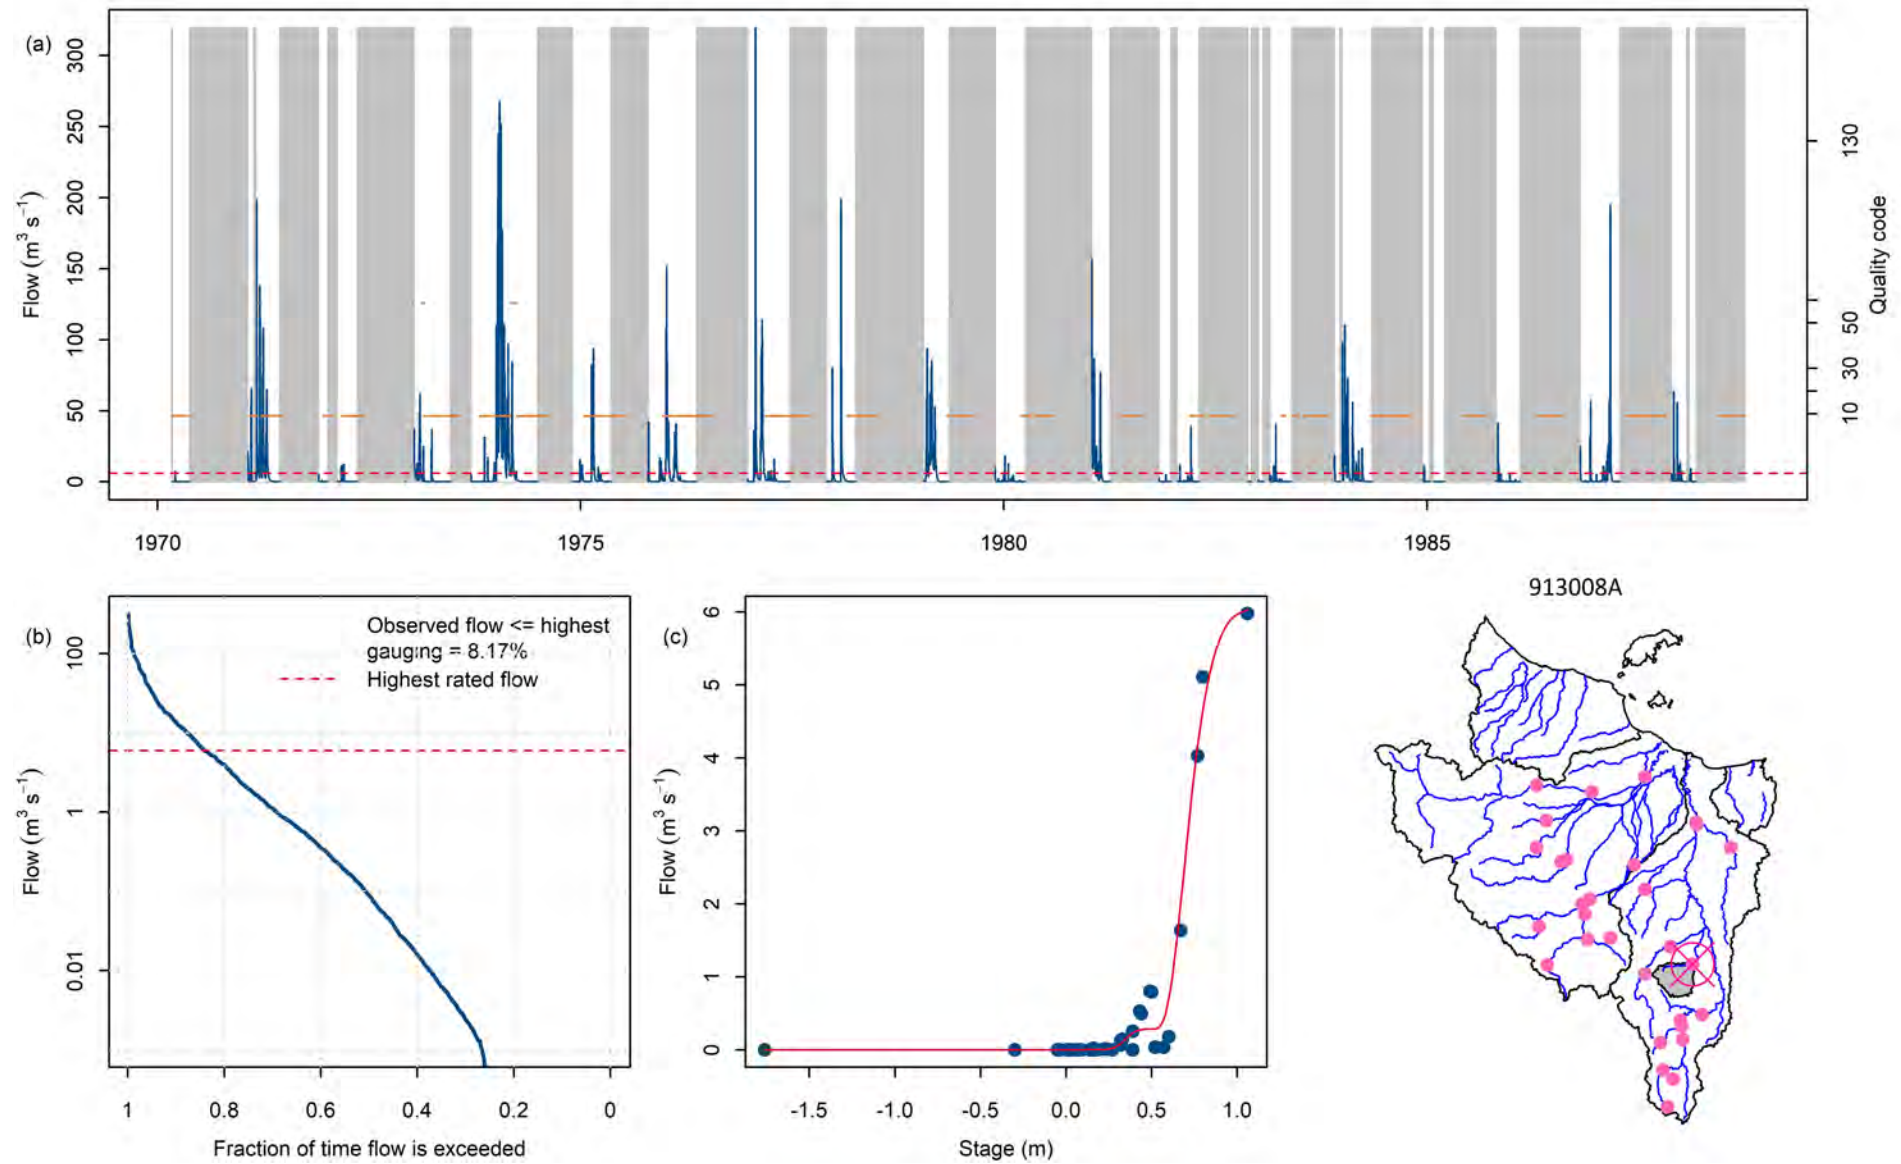 (a)
Flow (m³ s⁻¹)
300
250
200
150
100
50
0
130
50
30
10
Quality code
1970
1975
1980
1985
(b)
Flow (m³ s⁻¹)
100
1
0.01
Observed flow <= highest
gauging = 8.17%
Highest rated flow
1
0.8
0.6
0.4
0.2
0
Fraction of time flow is exceeded
(c)
Flow (m³ s⁻¹)
6
5
4
3
2
1
0
-1.5
-1.0
-0.5
0.0
0.5
1.0
Stage (m)
913008A